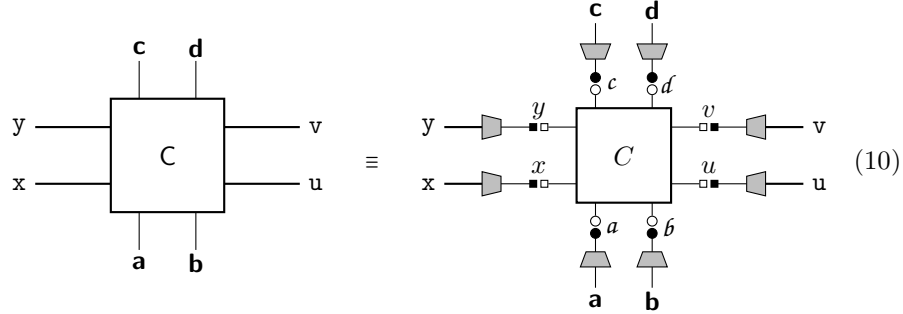 c d c d
c d
y v y y v v
C ≡ C (10)
x u x x u u
a b
a b a b